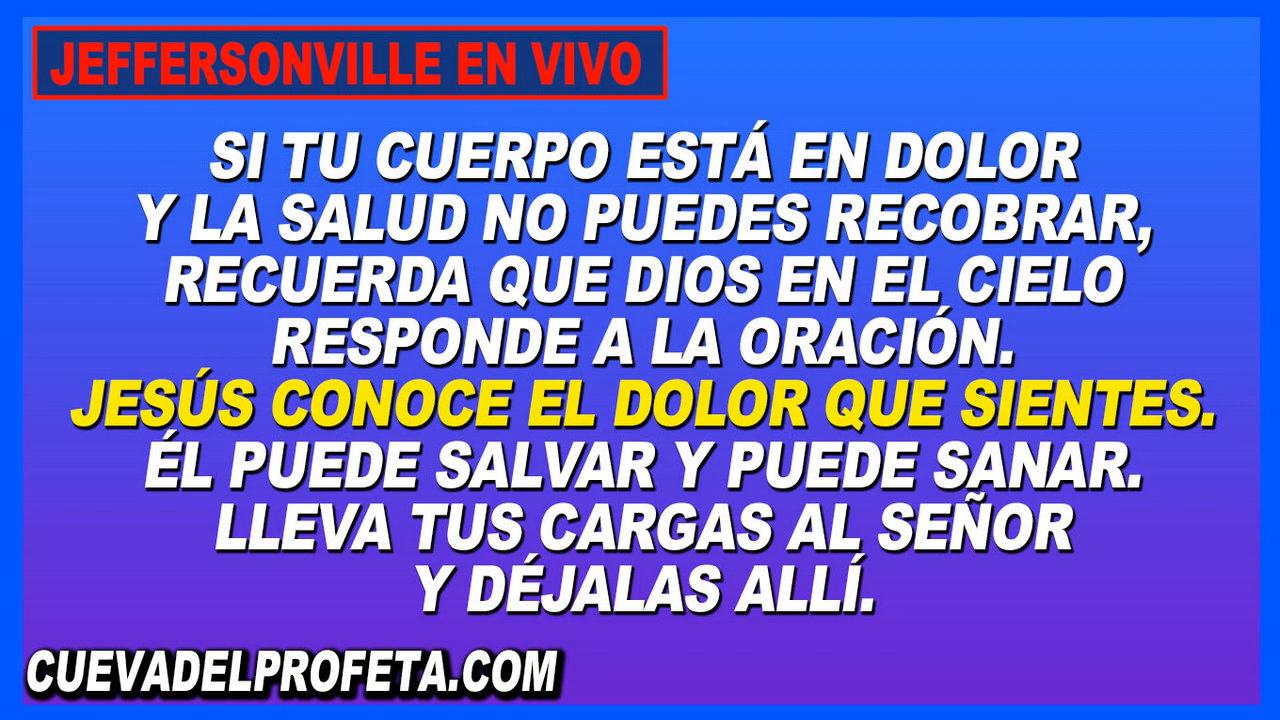 JEFFERSONVILLE EN VIVO
SI TU CUERPO ESTÁ EN DOLOR
Y LA SALUD NO PUEDES RECOBRAR,
RECUERDA QUE DIOS EN EL CIELO
RESPONDE A LA ORACIÓN.
JESÚS CONOCE EL DOLOR QUE SIENTES.
ÉL PUEDE SALVAR Y PUEDE SANAR.
LLEVA TUS CARGAS AL SEÑOR
Y DÉJALAS ALLÍ.
CUEVADELPROFETA.COM